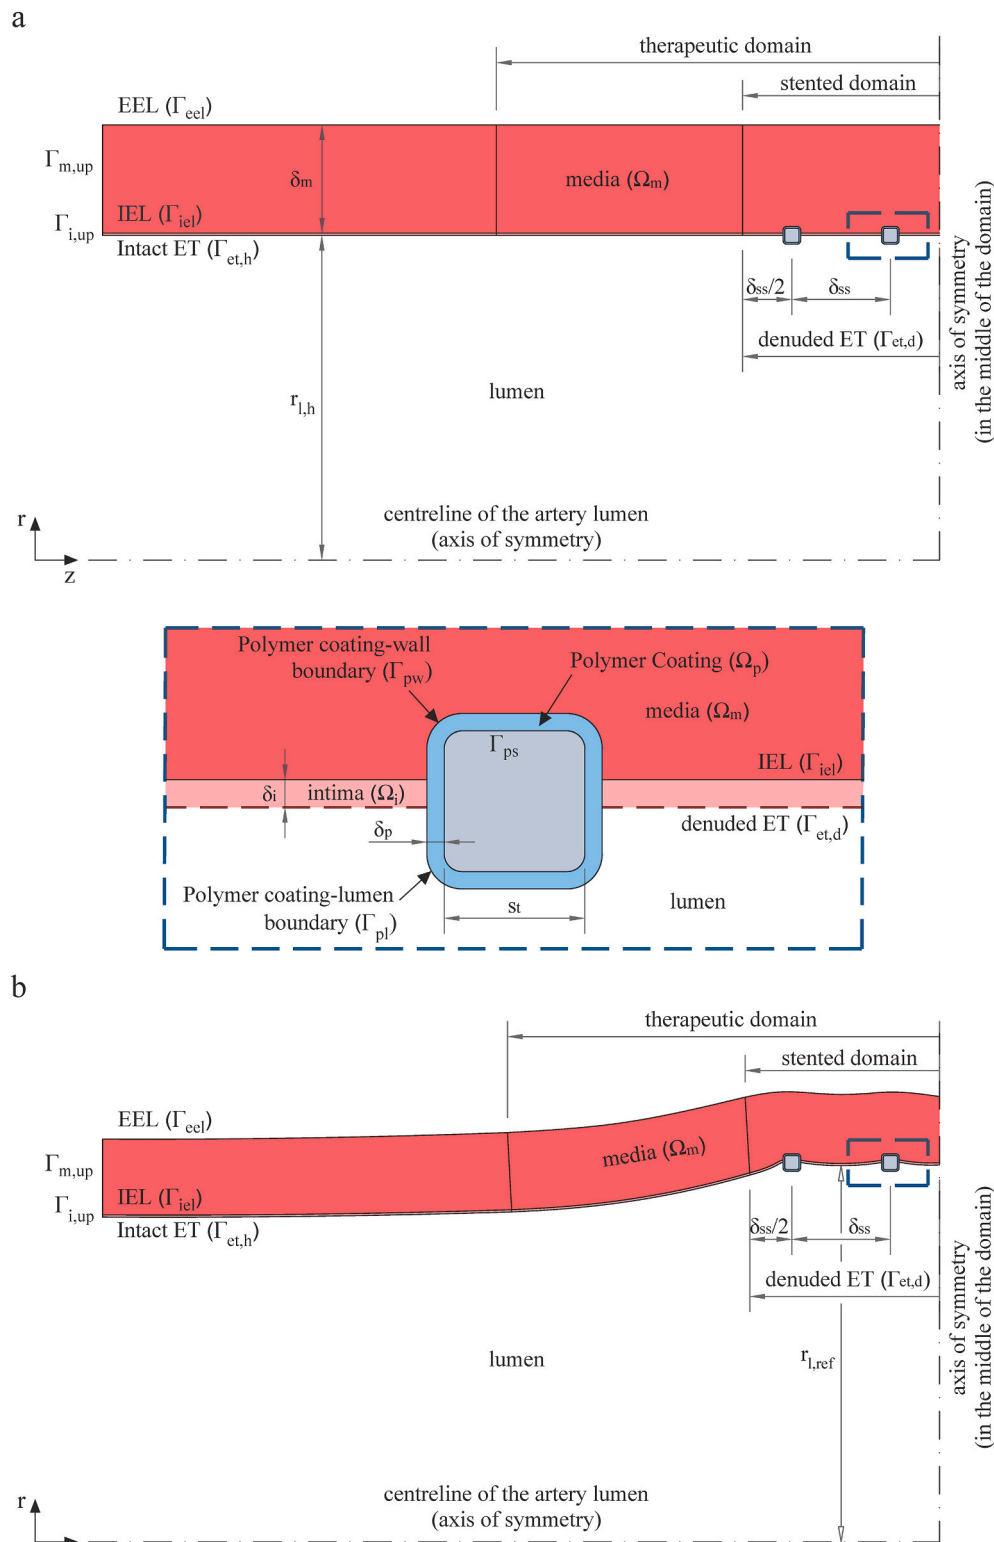 a
therapeutic domain
stented domain
EEL (Γeel)
Γm,up
δm
media (Ωm)
IEL (Γiel)
Γi,up
Intact ET (Γet,h)
δss/2
δss
denuded ET (Γet,d)
axis of symmetry
(in the middle of the domain)
rl,h
lumen
centreline of the artery lumen
(axis of symmetry)
r
z
Polymer coating-wall
boundary (Γpw)
Polymer Coating (Ωp)
media (Ωm)
Γps
IEL (Γiel)
δi
intima (Ωi)
δp
denuded ET (Γet,d)
Polymer coating-lumen
boundary (Γpl)
st
lumen
b
therapeutic domain
stented domain
EEL (Γeel)
Γm,up
media (Ωm)
IEL (Γiel)
Γi,up
Intact ET (Γet,h)
δss/2
δss
denuded ET (Γet,d)
axis of symmetry
(in the middle of the domain)
lumen
rl,ref
centreline of the artery lumen
(axis of symmetry)
r